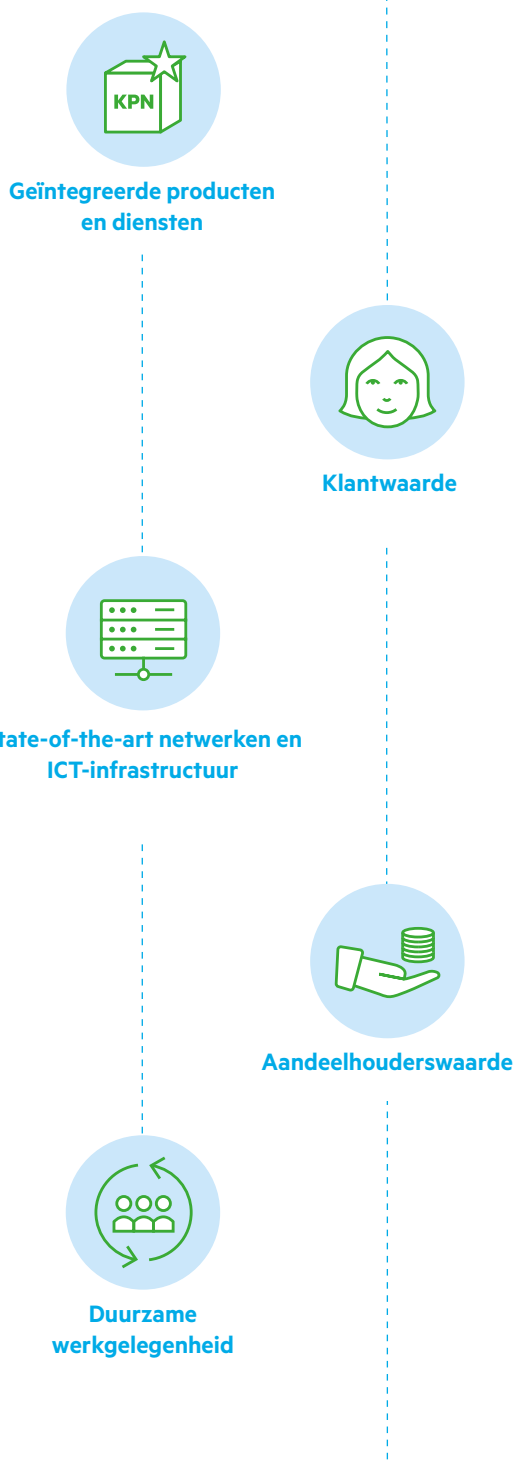 KPN
Geïntegreerde producten
en diensten
Klantwaarde
tate-of-the-art netwerken en
ICT-infrastructuur
Aandeelhouderswaarde
Duurzame
werkgelegenheid